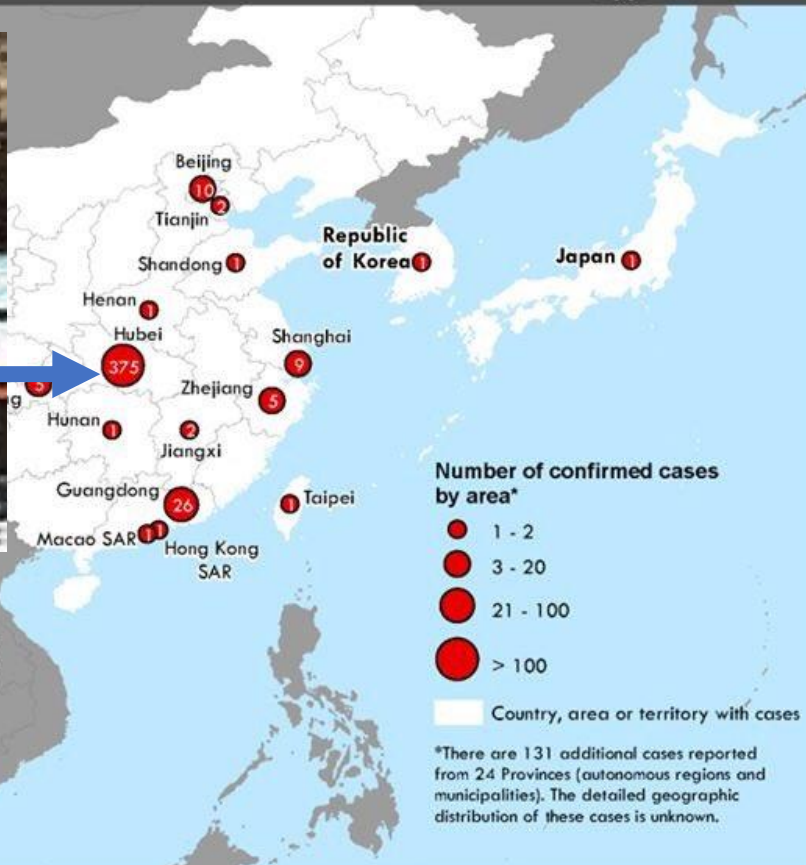 Beijing
10
2
Tianjin
Republic
of Korea 1
Japan 1
Shandong 1
Henan 1
Hubei
375
Shanghai
9
5
ng
Zhejiang
5
Hunan
1
2
Jiangxi
Guangdong
26
1 Taipei
Macao SAR 1 1
Hong Kong
SAR
Number of confirmed cases
by area*
1 - 2
3 - 20
21 - 100
> 100
Country, area or territory with cases
*There are 131 additional cases reported
from 24 Provinces (autonomous regions and
municipalities). The detailed geographic
distribution of these cases is unknown.